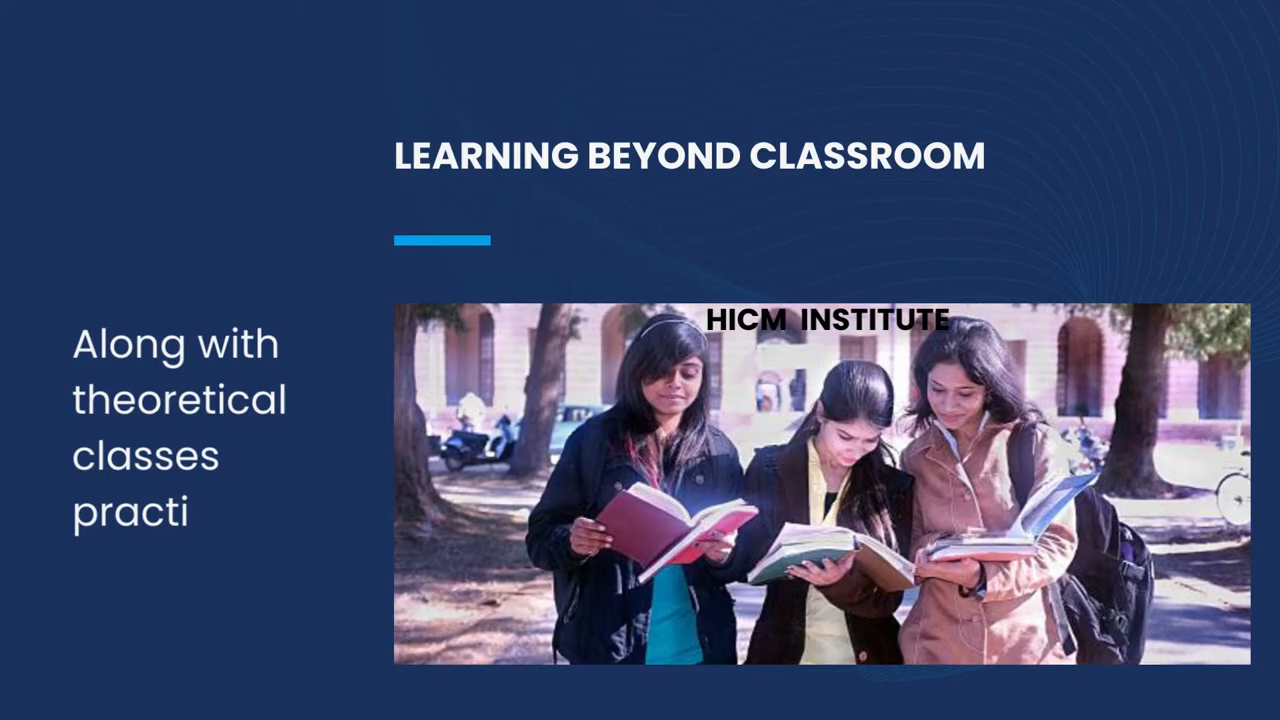 LEARNING BEYOND CLASSROOM
HICM INSTITUTE
Along with
theoretical
classes
practi